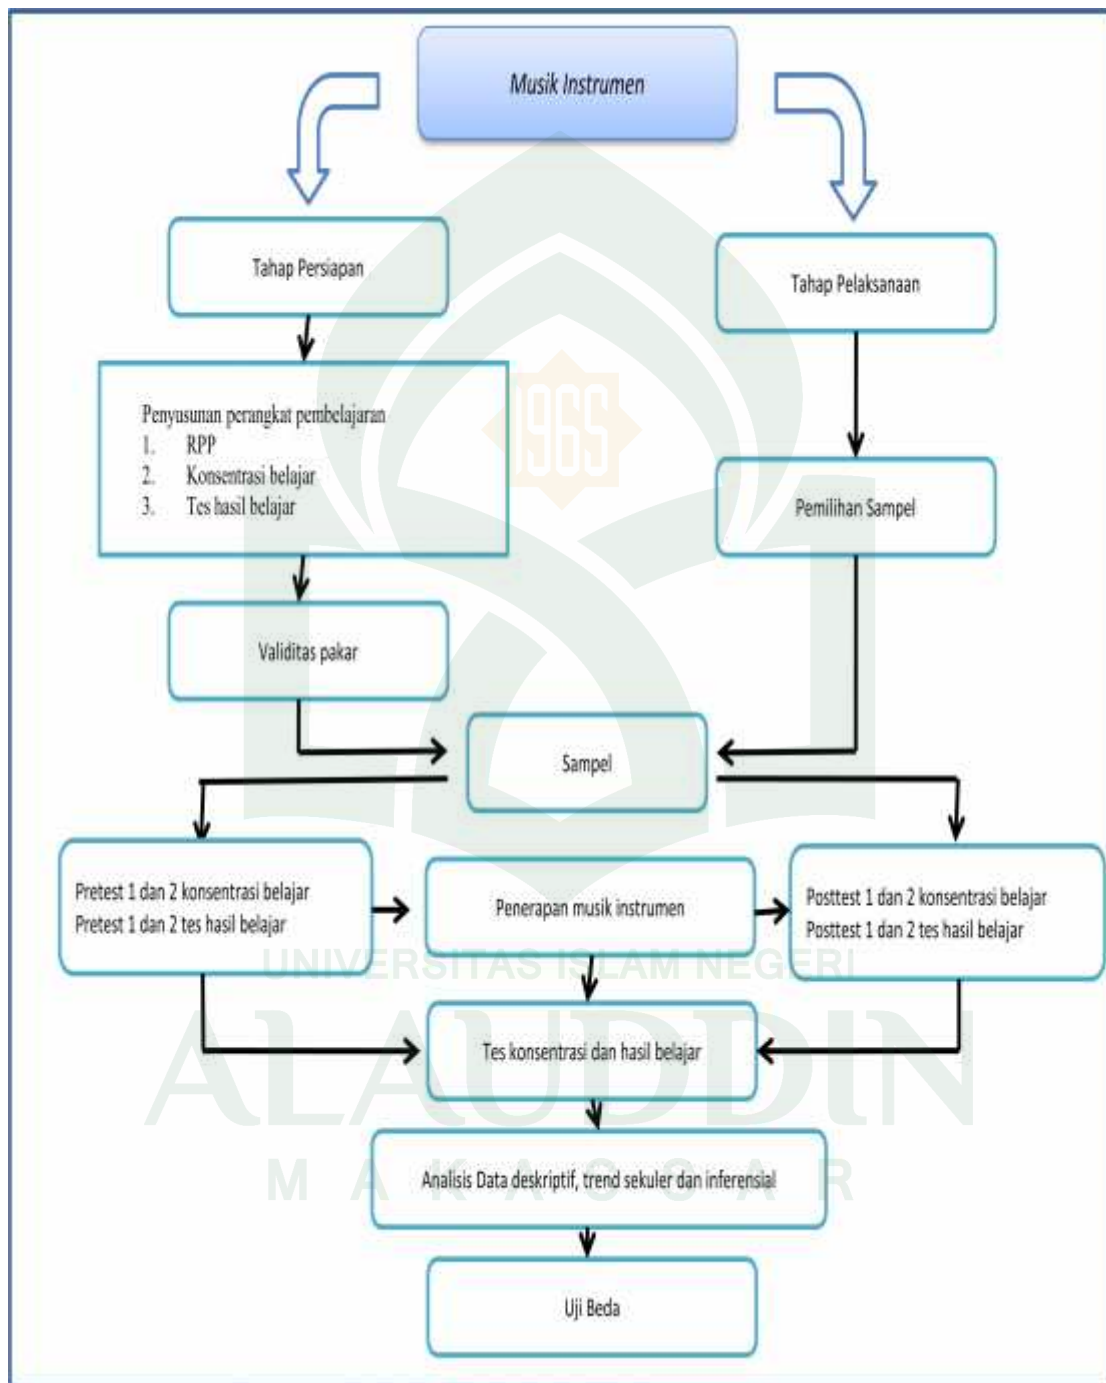 Musik Instrumen
Tahap Persiapan
Tahap Pelaksanaan
Penyusunan perangkat pembelajaran
1. RPP
2. Konsentrasi belajar
3. Tes hasil belajar
Pemilihan Sampel
Validitas pakar
Sampel
Pretest 1 dan 2 konsentrasi belajar
Pretest 1 dan 2 tes hasil belajar
Penerapan musik instrumen
Posttest 1 dan 2 konsentrasi belajar
Posttest 1 dan 2 tes hasil belajar
Tes konsentrasi dan hasil belajar
Analisis Data deskriptif, trend sekuler dan inferensial
Uji Beda
1965
UNIVERSITAS ISLAM NEGERI
ALAUDDIN
MAKASSAR